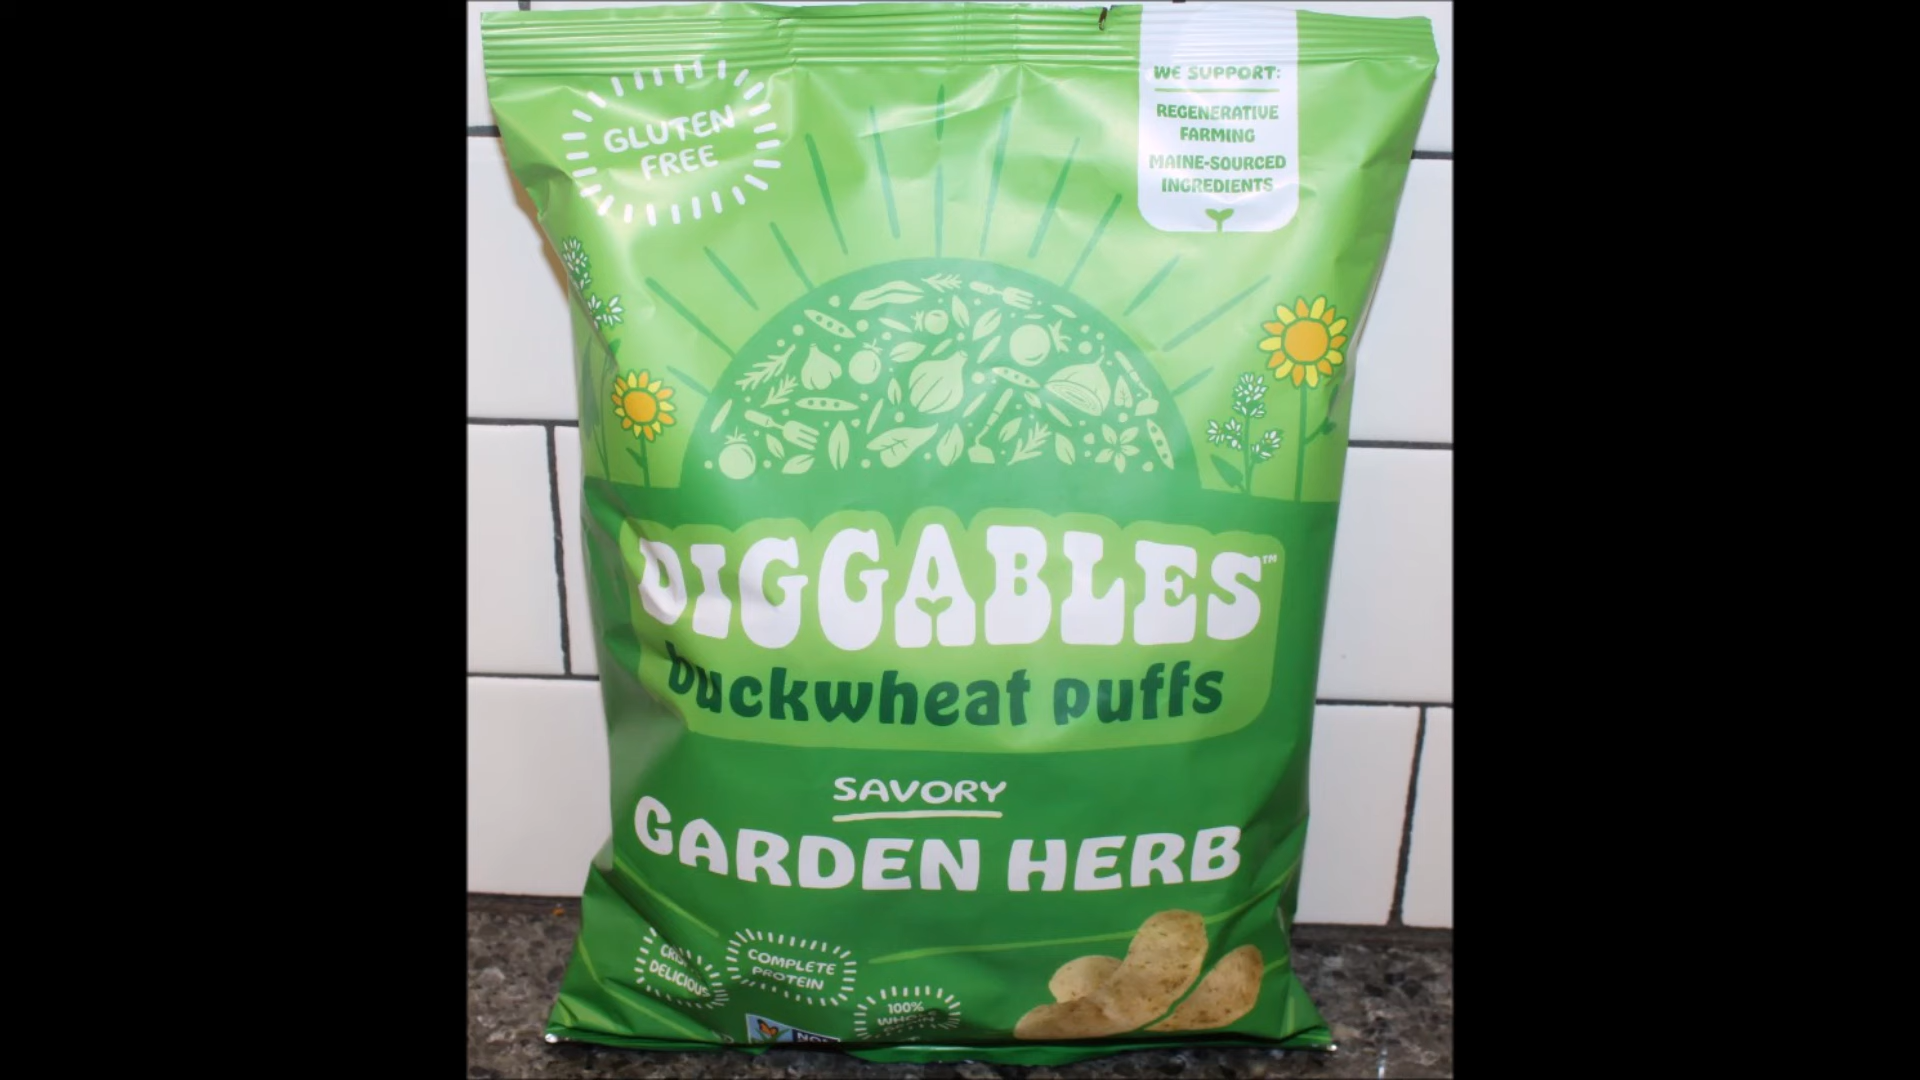 GLUTEN
FREE
WE SUPPORT:
REGENERATIVE
FARMING
MAINE-SOURCED
INGREDIENTS
DIGGABLES™
buckwheat puffs
SAVORY
GARDEN HERB
DELICIOUS
COMPLETE
PROTEIN
100%
WHOLE